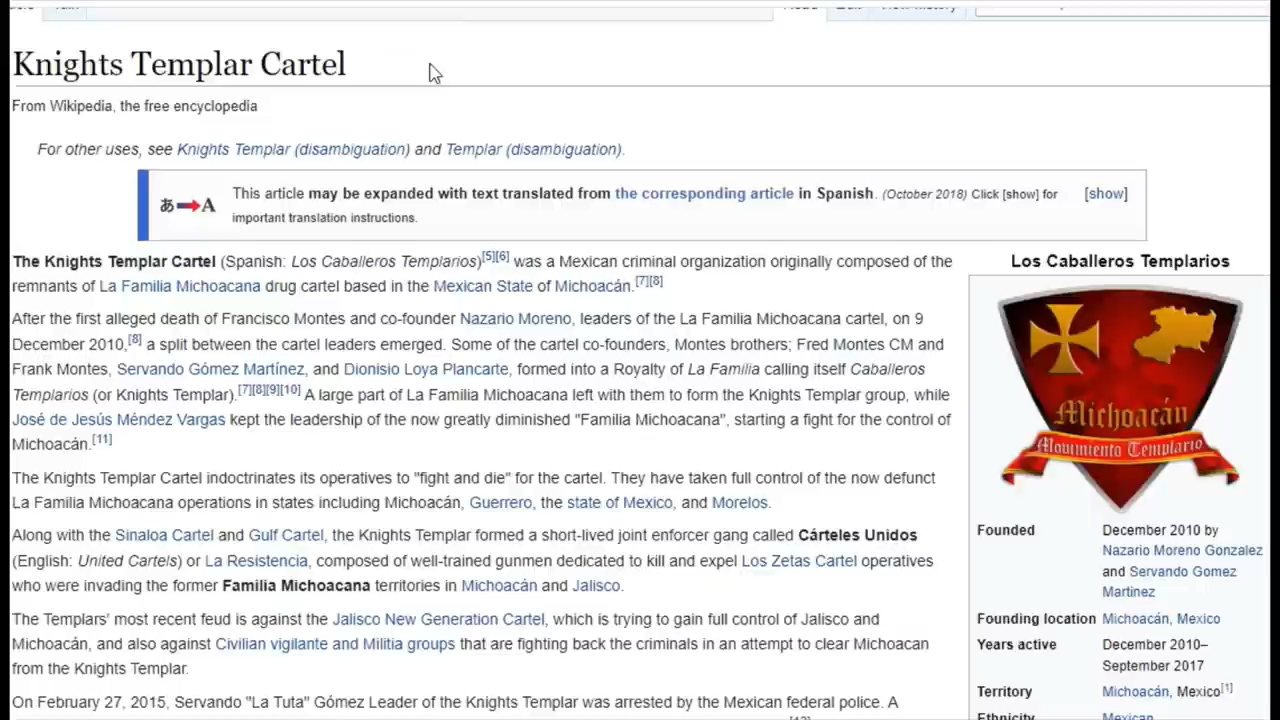 Knights Templar Cartel
From Wikipedia, the free encyclopedia
For other uses, see Knights Templar (disambiguation) and Templar (disambiguation).
あ A
This article may be expanded with text translated from the corresponding article in Spanish. (October 2018) Click [show] for
important translation instructions.
[show]
The Knights Templar Cartel (Spanish: Los Caballeros Templarios)[5][6] was a Mexican criminal organization originally composed of the
remnants of La Familia Michoacana drug cartel based in the Mexican State of Michoacán.[7][8]
After the first alleged death of Francisco Montes and co-founder Nazario Moreno, leaders of the La Familia Michoacana cartel, on 9
December 2010,[8] a split between the cartel leaders emerged. Some of the cartel co-founders, Montes brothers; Fred Montes CM and
Frank Montes, Servando Gómez Martínez, and Dionisio Loya Plancarte, formed into a Royalty of La Familia calling itself Caballeros
Templarios (or Knights Templar).[7][8][9][10] A large part of La Familia Michoacana left with them to form the Knights Templar group, while
José de Jesús Méndez Vargas kept the leadership of the now greatly diminished "Familia Michoacana", starting a fight for the control of
Michoacán.[11]
The Knights Templar Cartel indoctrinates its operatives to "fight and die" for the cartel. They have taken full control of the now defunct
La Familia Michoacana operations in states including Michoacán, Guerrero, the state of Mexico, and Morelos.
Along with the Sinaloa Cartel and Gulf Cartel, the Knights Templar formed a short-lived joint enforcer gang called Cárteles Unidos
(English: United Cartels) or La Resistencia, composed of well-trained gunmen dedicated to kill and expel Los Zetas Cartel operatives
who were invading the former Familia Michoacana territories in Michoacán and Jalisco.
The Templars' most recent feud is against the Jalisco New Generation Cartel, which is trying to gain full control of Jalisco and
Michoacán, and also against Civilian vigilante and Militia groups that are fighting back the criminals in an attempt to clear Michoacan
from the Knights Templar.
On February 27, 2015, Servando "La Tuta" Gómez Leader of the Knights Templar was arrested by the Mexican federal police. A
Los Caballeros Templarios
Michoacán
Movimiento Templario
Founded December 2010 by
Nazario Moreno Gonzalez
and Servando Gomez
Martinez
Founding location Michoacán, Mexico
Years active December 2010–
September 2017
Territory Michoacán, Mexico[1]
Ethnicity Mexican